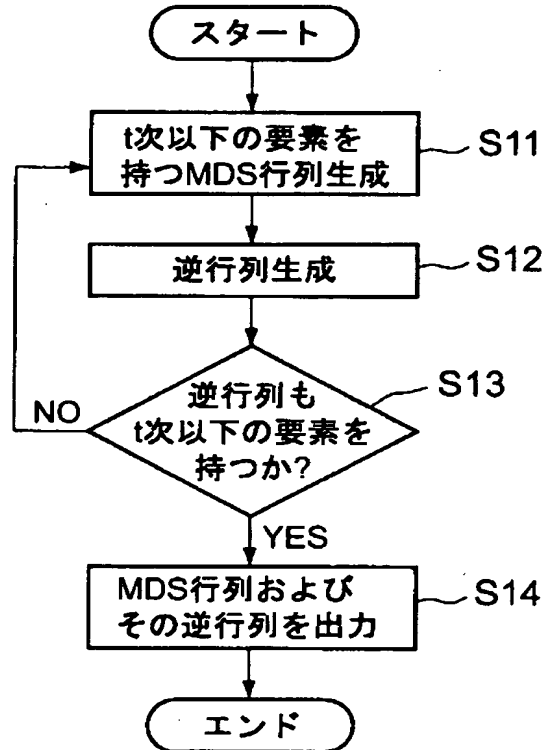 スタート
t次以下の要素を
持つMDS行列生成
S11
逆行列生成
S12
逆行列も
t次以下の要素を
持つか?
S13
NO
YES
MDS行列および
その逆行列を出力
S14
エンド